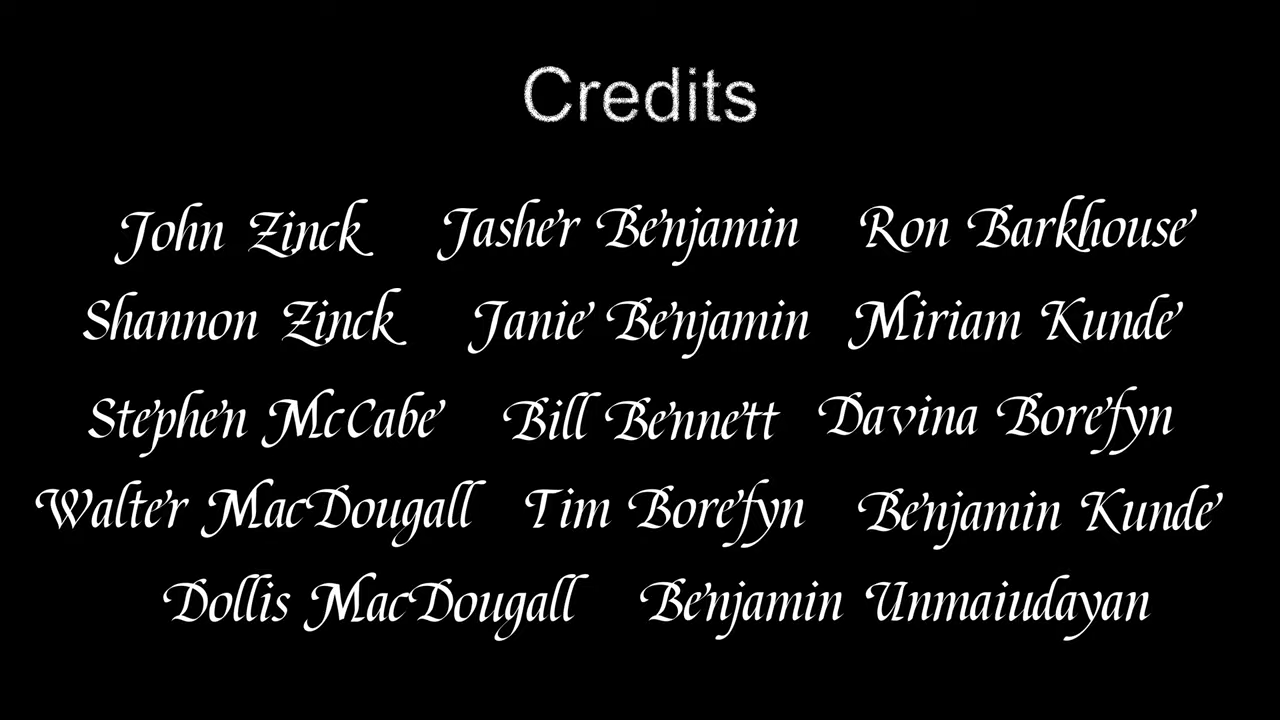 Credits
John Zinck Jasher Benjamin Ron Barkhouse
Shannon Zinck Janie Benjamin Miriam Kunde
Stephen McCabe Bill Bennett Davina Borefyn
Walter MacDougall Tim Borefyn Benjamin Kunde
Dollis MacDougall Benjamin Unmaiudayan